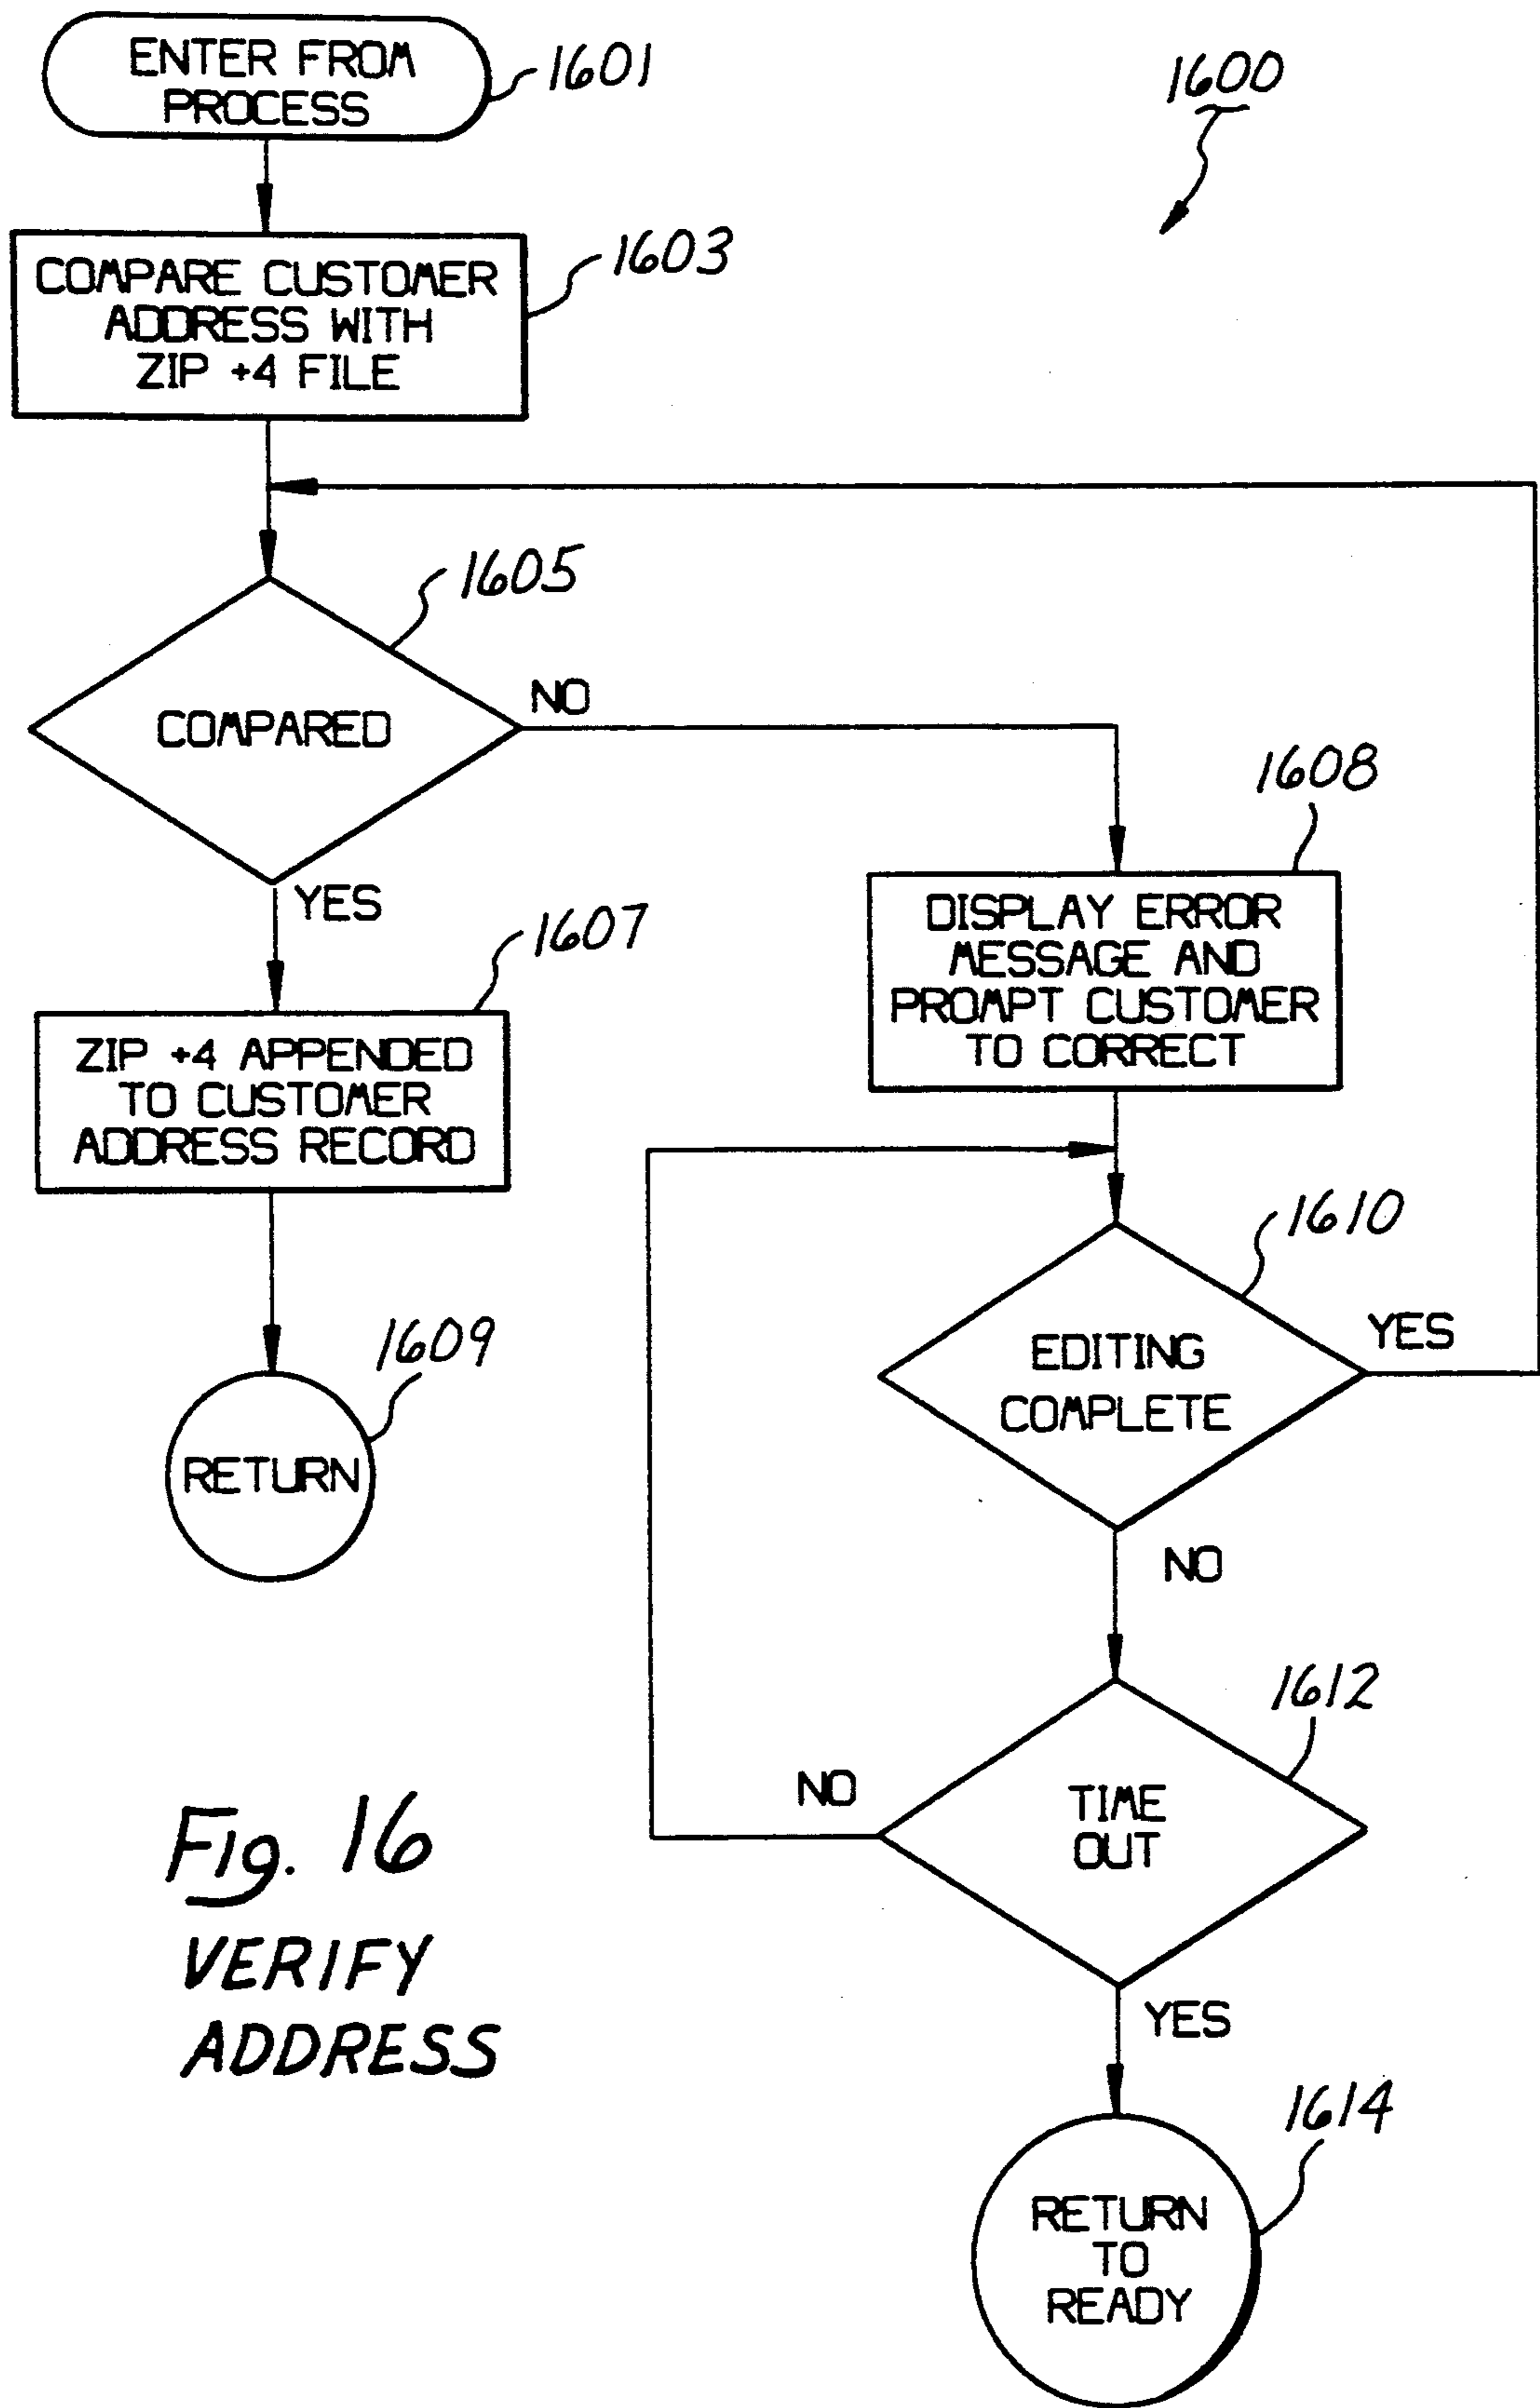 ENTER FROM
PROCESS
1601
1600
COMPARE CUSTOMER
ADDRESS WITH
ZIP +4 FILE
1603
1605
COMPARED
NO
YES
1608
DISPLAY ERROR
MESSAGE AND
PROMPT CUSTOMER
TO CORRECT
1607
ZIP +4 APPENDED
TO CUSTOMER
ADDRESS RECORD
1609
RETURN
1610
EDITING
COMPLETE
YES
NO
1612
TIME
OUT
NO
YES
1614
RETURN
TO
READY
Fig. 16
VERIFY
ADDRESS